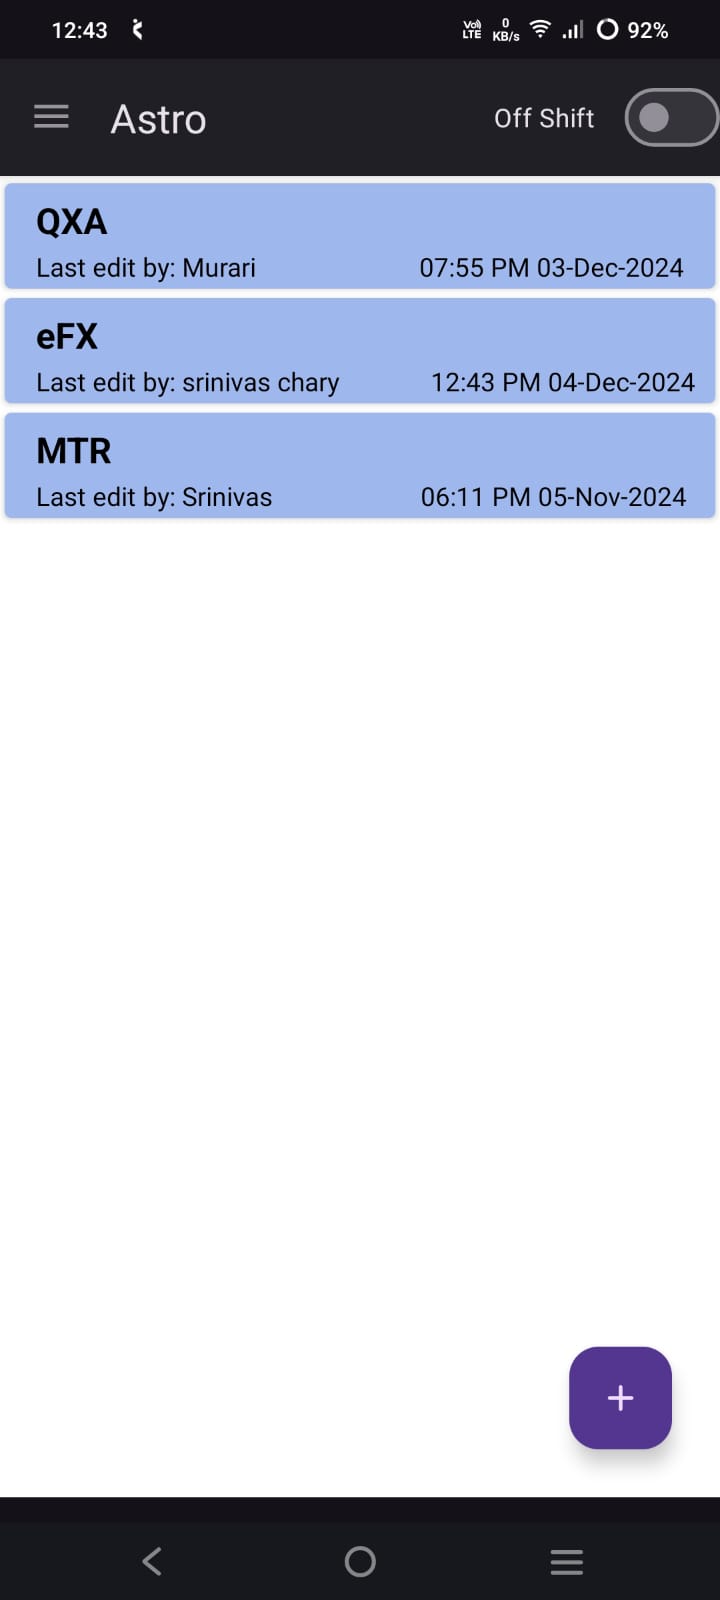 12:43 Vo) LTE 0 KB/s 92%
Astro Off Shift
QXA
Last edit by: Murari 07:55 PM 03-Dec-2024
eFX
Last edit by: srinivas chary 12:43 PM 04-Dec-2024
MTR
Last edit by: Srinivas 06:11 PM 05-Nov-2024
+